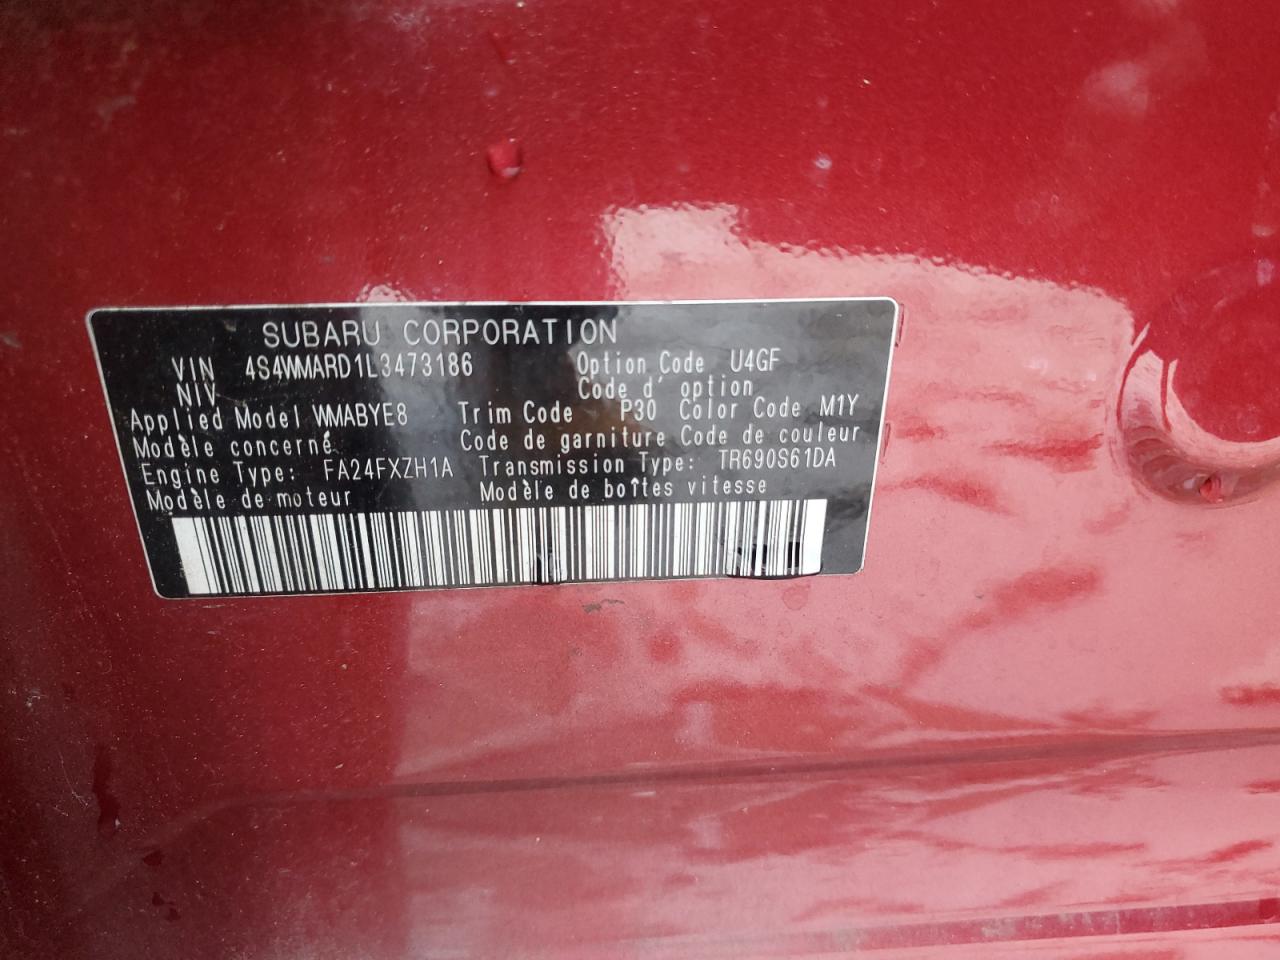 SUBARU CORPORATION
VIN 4S4WMARD1L3473186 Option Code U4GF
NIV Code d' option
Applied Model WMABYE8 Trim Code P30 Color Code M1Y
Modèle concerné Code de garniture Code de couleur
Engine Type: FA24FXZH1A Transmission Type: TR690S61DA
Modèle de moteur Modèle de boîtes vitesse